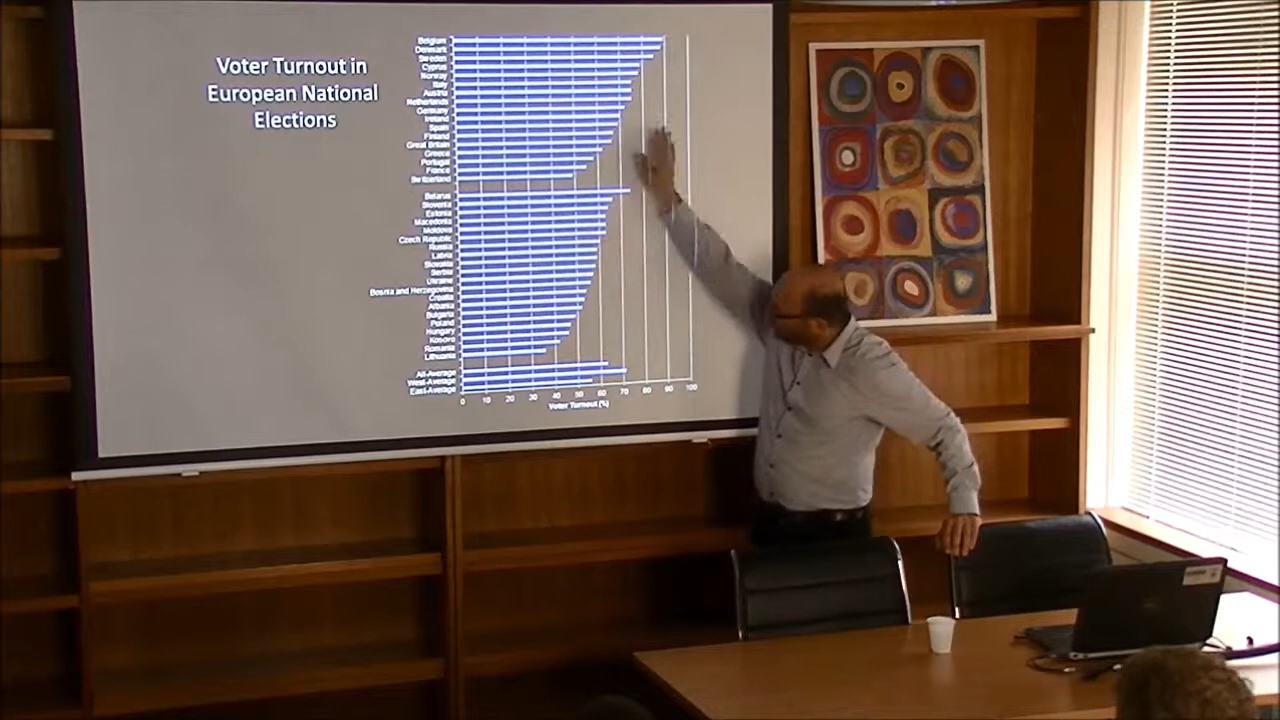 Voter Turnout in
European National
Elections
Belgium
Denmark
Sweden
Cyprus
Norway
Italy
Austria
Netherlands
Germany
Ireland
Spain
Finland
Great Britain
Greece
Portugal
France
Switzerland
Belarus
Slovenia
Estonia
Macedonia
Moldova
Czech Republic
Russia
Latvia
Slovakia
Serbia
Ukraine
Bosnia and Herzegovina
Croatia
Albania
Bulgaria
Poland
Hungary
Kosovo
Romania
Lithuania
All-Average
West-Average
East-Average
0 10 20 30 40 50 60 70 80 90 100
Voter Turnout (%)